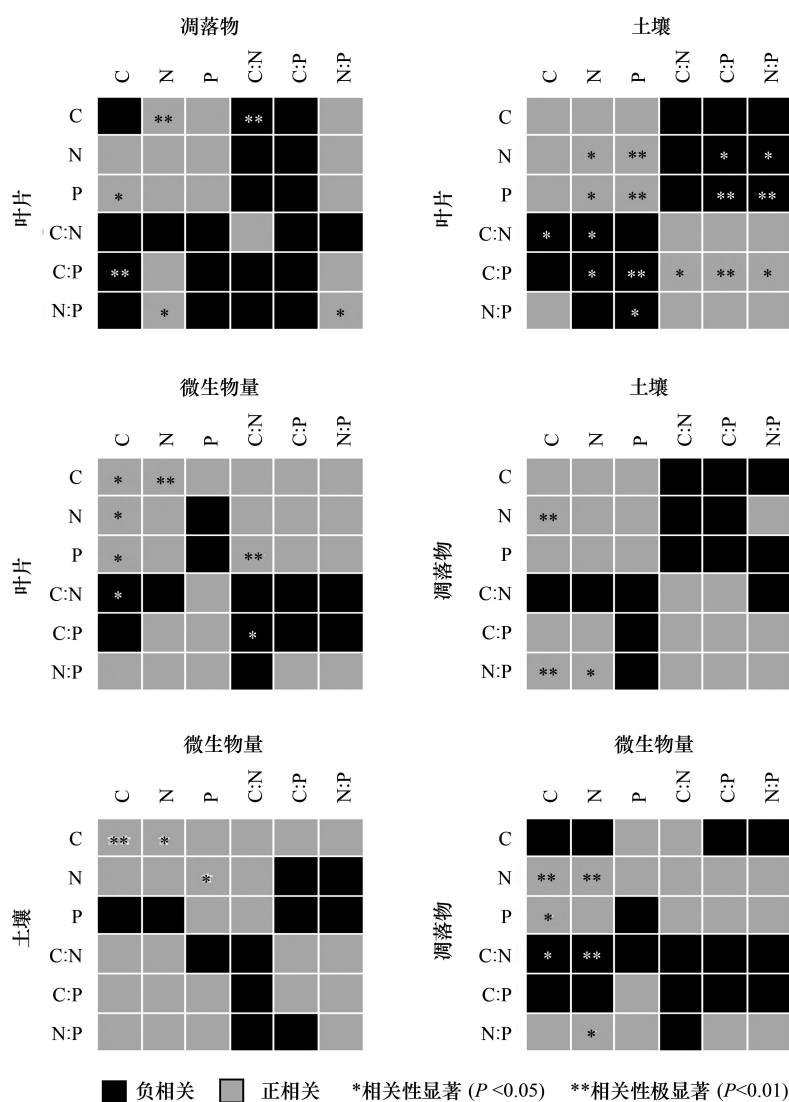 凋落物
C N P C:N C:P N:P
叶片
C ** **
N
P *
C:N
C:P **
N:P * *
土壤
C N P C:N C:P N:P
叶片
C
N * ** * *
P * ** ** **
C:N * *
C:P * ** * ** *
N:P *
微生物量
C N P C:N C:P N:P
叶片
C * **
N *
P * **
C:N *
C:P *
N:P
土壤
C N P C:N C:P N:P
凋落物
C
N **
P
C:N
C:P
N:P ** *
微生物量
C N P C:N C:P N:P
土壤
C ** *
N *
P
C:N
C:P
N:P
微生物量
C N P C:N C:P N:P
凋落物
C
N ** **
P *
C:N * **
C:P
N:P *
负相关 正相关 *相关性显著 (P <0.05) **相关性极显著 (P<0.01)